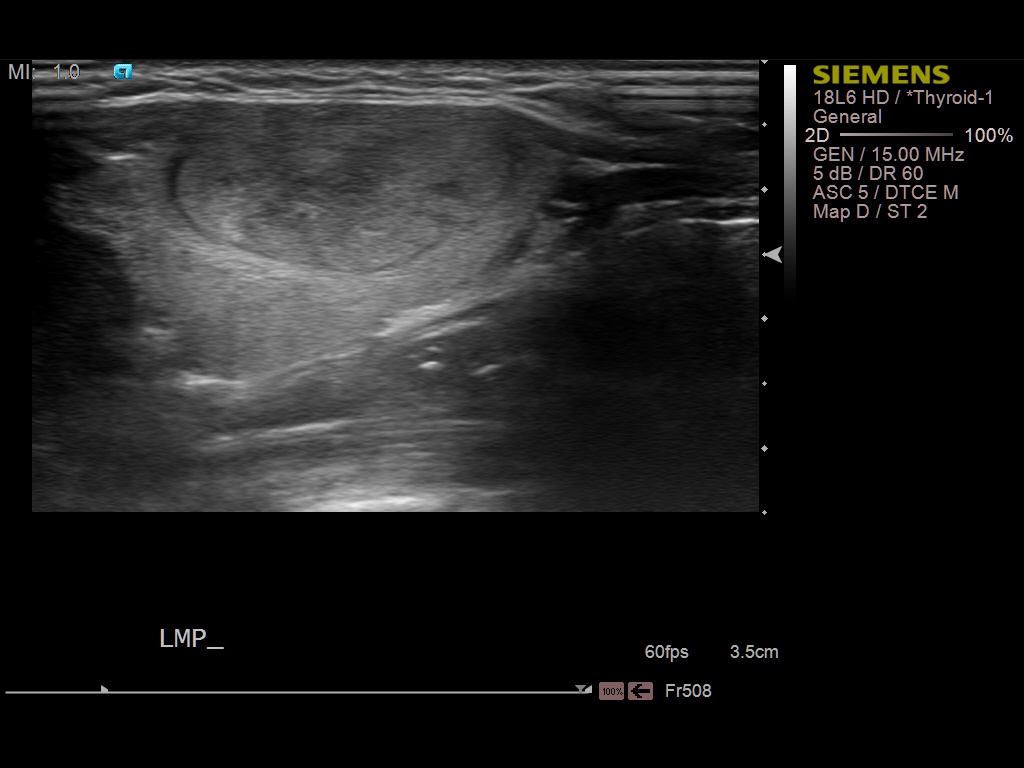 MI: 1.0
SIEMENS
18L6 HD / *Thyroid-1
General
2D 100%
GEN / 15.00 MHz
5 dB / DR 60
ASC 5 / DTCE M
Map D / ST 2
LMP_
60fps 3.5cm
100% Fr508